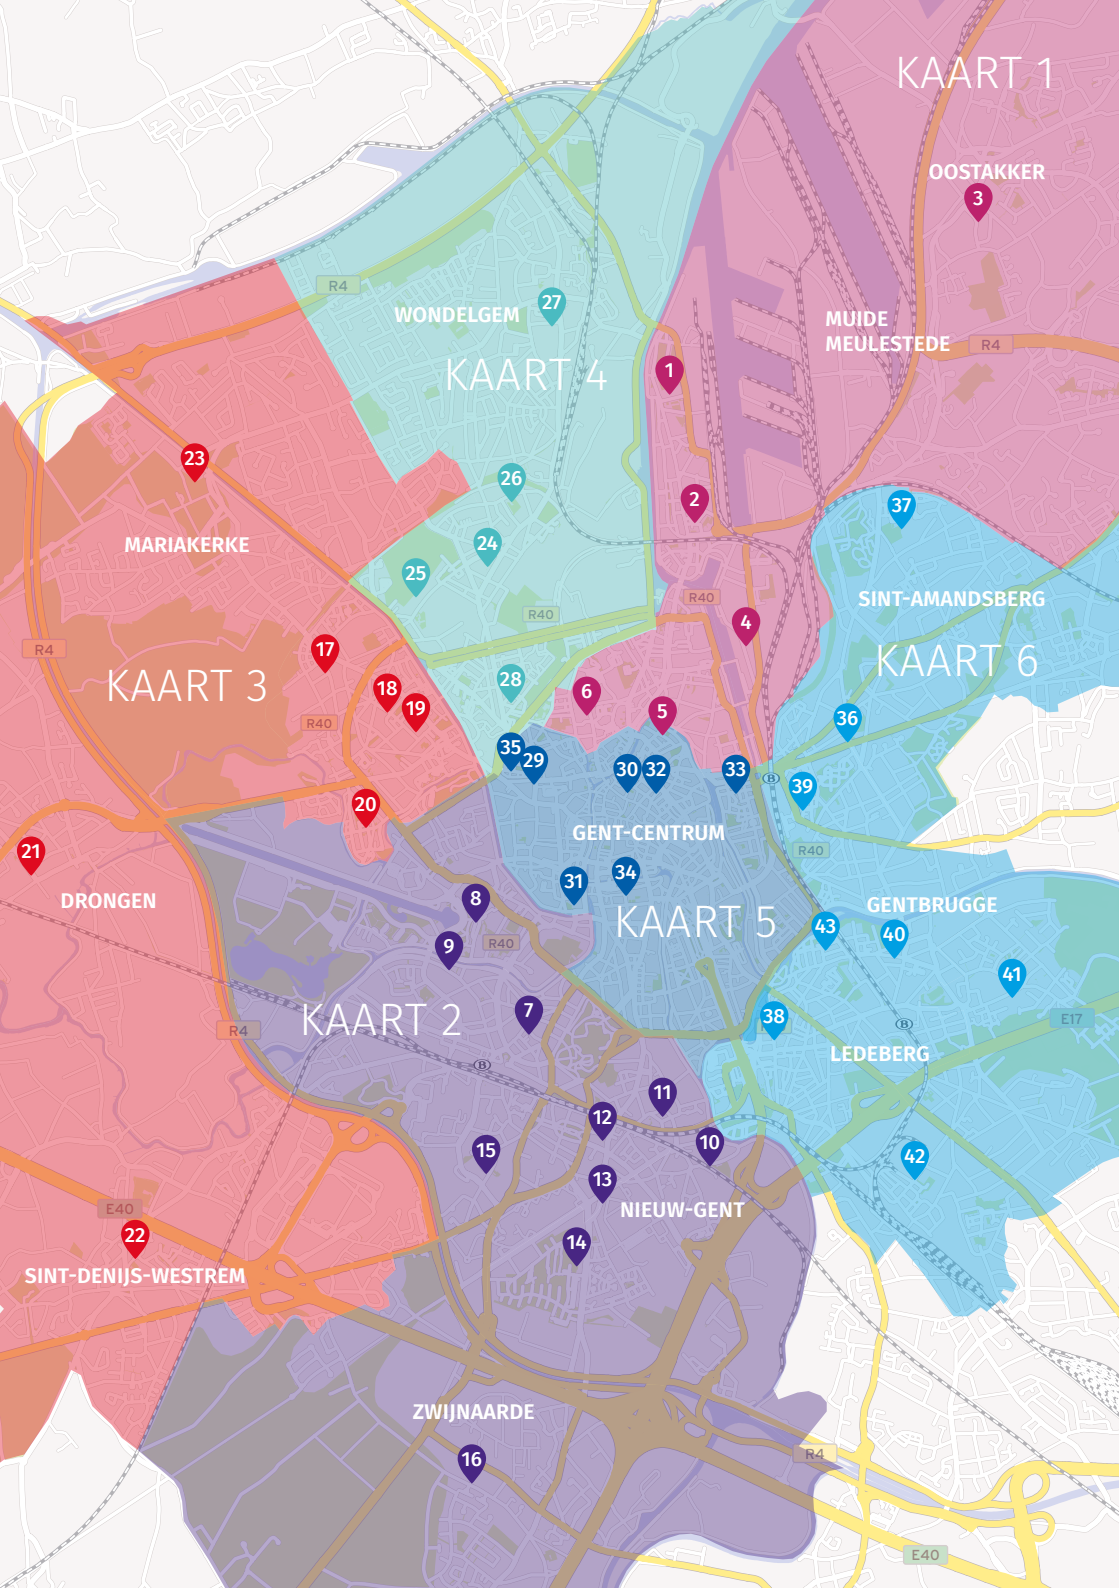 KAART 1
OOSTAKKER
3
R4
27
WONDELGEM
MUIDE
MEULESTEDE
R4
KAART 4
1
23
26
2
37
MARIAKERKE
24
25
R40
R40
SINT-AMANDSBERG
4
R4
17
KAART 6
KAART 3
18
28
6
19
5
R40
36
35
29
30
32
33
B
39
20
GENT-CENTRUM
21
R40
31
34
DRONGEN
8
GENTBRUGGE
KAART 5
43
40
9
R40
41
7
38
KAART 2
R4
B
E17
LEDEBERG
B
11
12
10
15
42
13
E40
NIEUW-GENT
22
14
SINT-DENIJS-WESTREM
ZWIJNAARDE
16
R4
E40